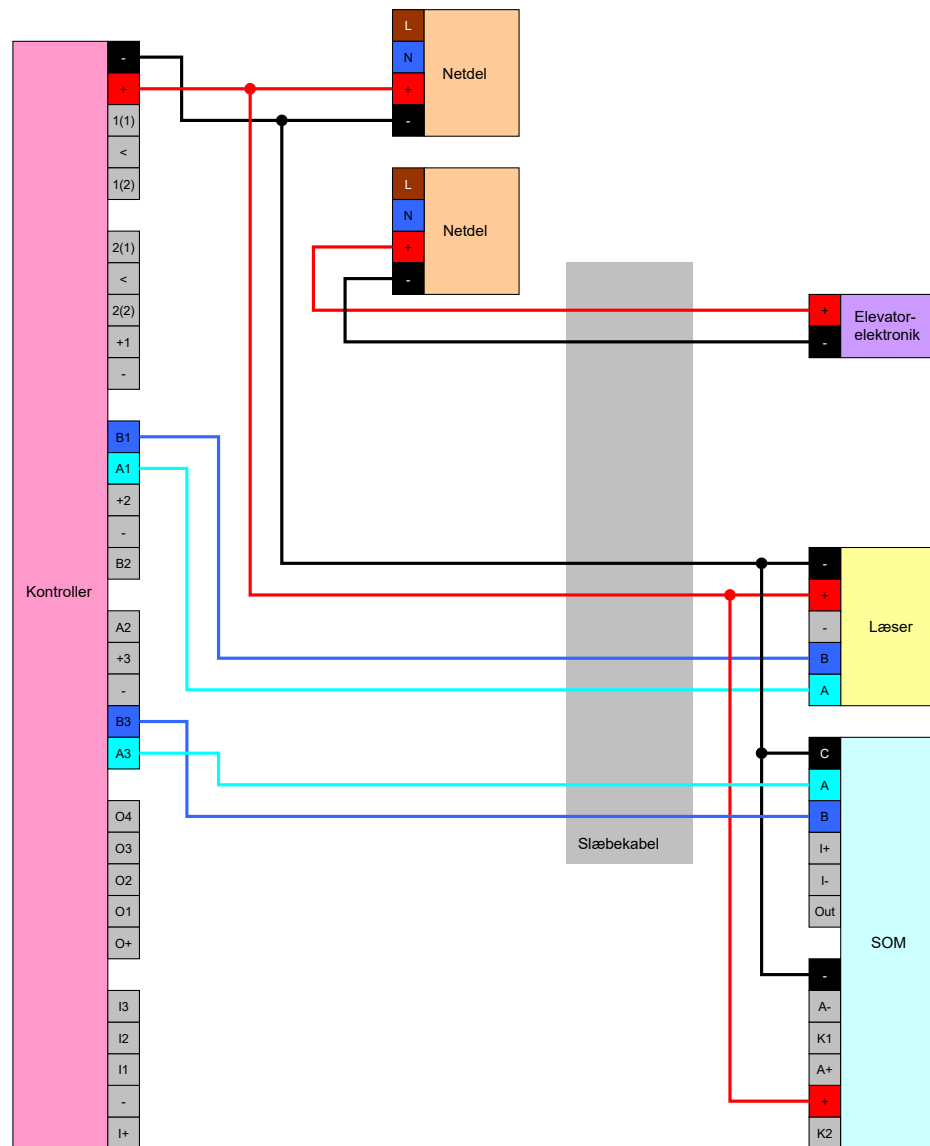 Kontroller
-
+
1(1)
<
1(2)
2(1)
<
2(2)
+1
-
B1
A1
+2
-
B2
A2
+3
-
B3
A3
O4
O3
O2
O1
O+
I3
I2
I1
-
I+
L
N
+
-
Netdel
L
N
+
-
Netdel
Slæbekabel
+
-
Elevator-
elektronik
-
+
-
B
A
Læser
C
A
B
I+
I-
Out
-
A-
K1
A+
+
K2
SOM